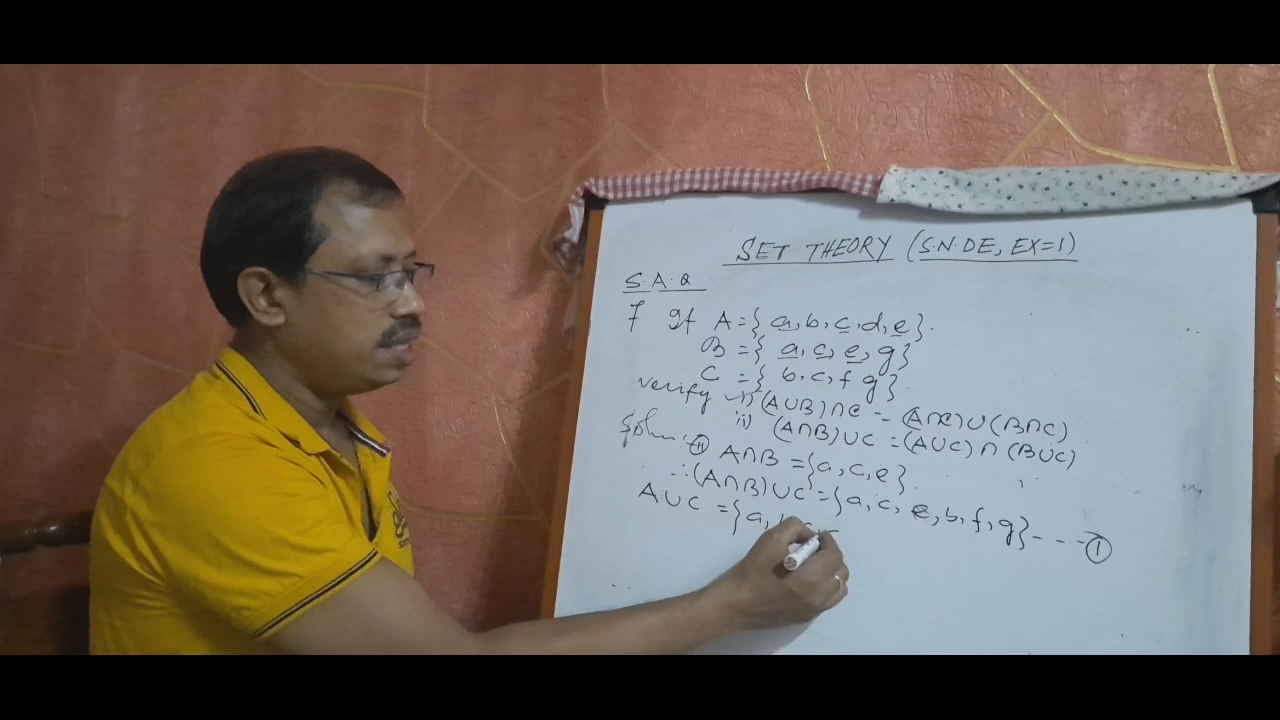 SET THEORY (S.N.DE, EX=1)
S.A.Q
7 If A={a,b,c,d,e}.
B={a,c,e,g}
C={b,c,f g}
verify i) (A∪B)∩C = (A∩C)∪(B∩C)
ii) (A∩B)∪C =(A∪C)∩(B∪C)
Soln: ii A∩B ={a,c,e}.
∴(A∩B)∪C ={a,c,e,b,f,g}---- 1
A∪C ={a,b